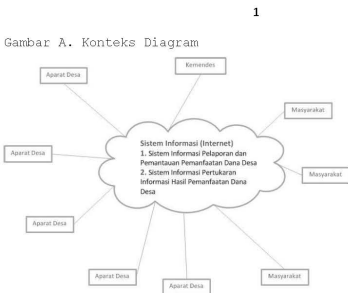 1
Gambar A. Konteks Diagram
Kemendes
Aparat Desa
Masyarakat
Sistem Informasi (Internet)
1. Sistem Informasi Pelaporan dan
Pemantauan Pemanfaatan Dana Desa
2. Sistem Informasi Pertukaran
Informasi Hasil Pemanfaatan Dana
Desa
Aparat Desa
Masyarakat
Aparat Desa
Aparat Desa
Masyarakat
Aparat Desa